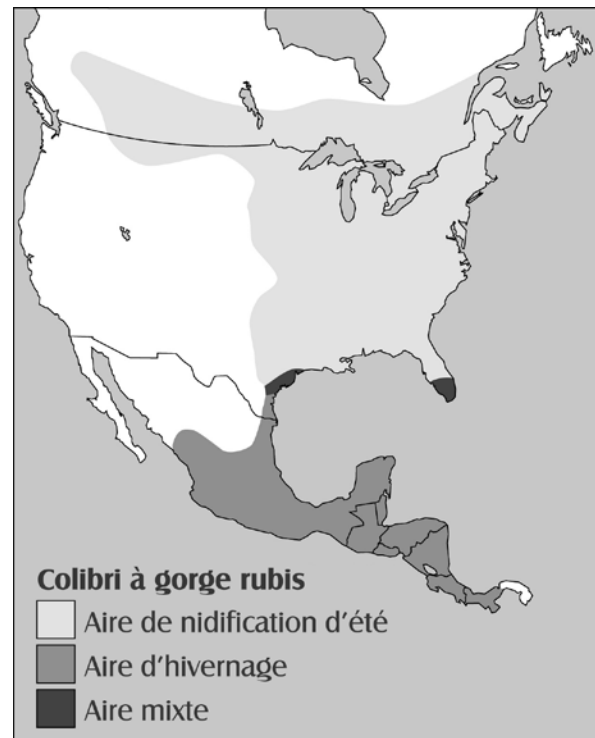 Colibri à gorge rubis
Aire de nidification d'été
Aire d'hivernage
Aire mixte